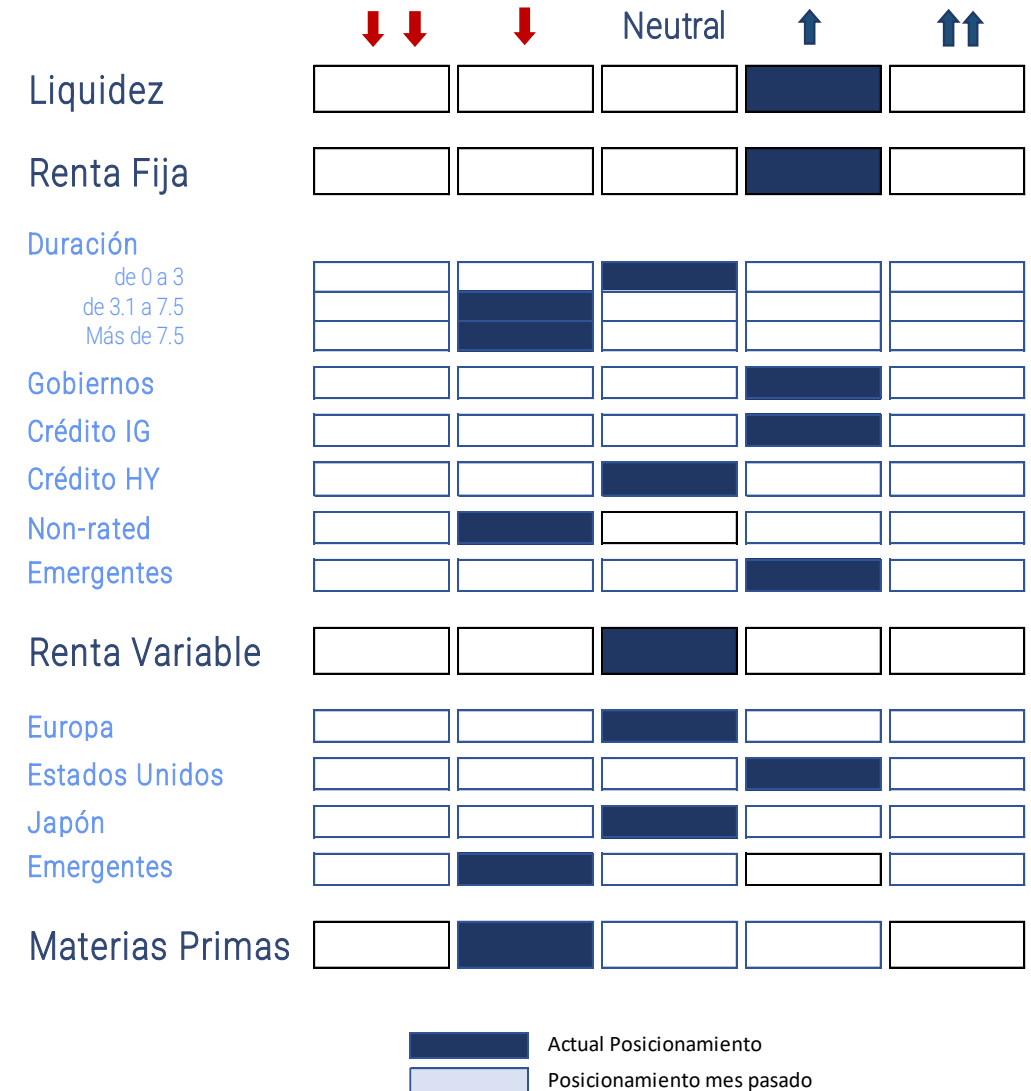 Neutral
Liquidez
Renta Fija
Duración
de 0 a 3
de 3.1 a 7.5
Más de 7.5
Gobiernos
Crédito IG
Crédito HY
Non-rated
Emergentes
Renta Variable
Europa
Estados Unidos
Japón
Emergentes
Materias Primas
Actual Posicionamiento
Posicionamiento mes pasado